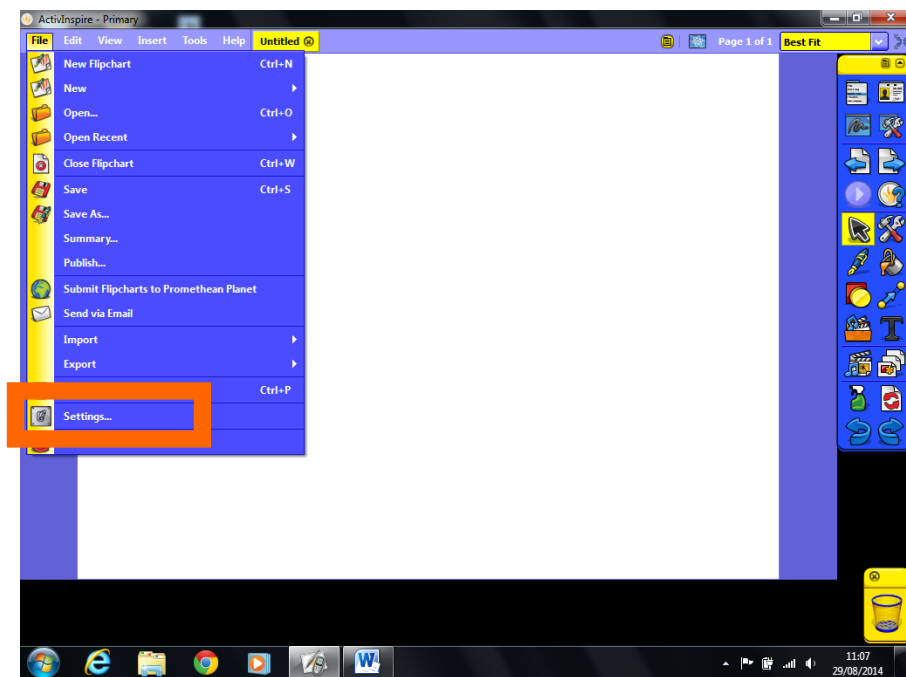 ActivInspire - Primary
File Edit View Insert Tools Help Untitled Page 1 of 1 Best Fit
New Flipchart Ctrl+N
New
Open... Ctrl+O
Open Recent
Close Flipchart Ctrl+W
Save Ctrl+S
Save As...
Summary...
Publish...
Submit Flipcharts to Promethean Planet
Send via Email
Import
Export
Ctrl+P
Settings...
11:07
29/08/2014